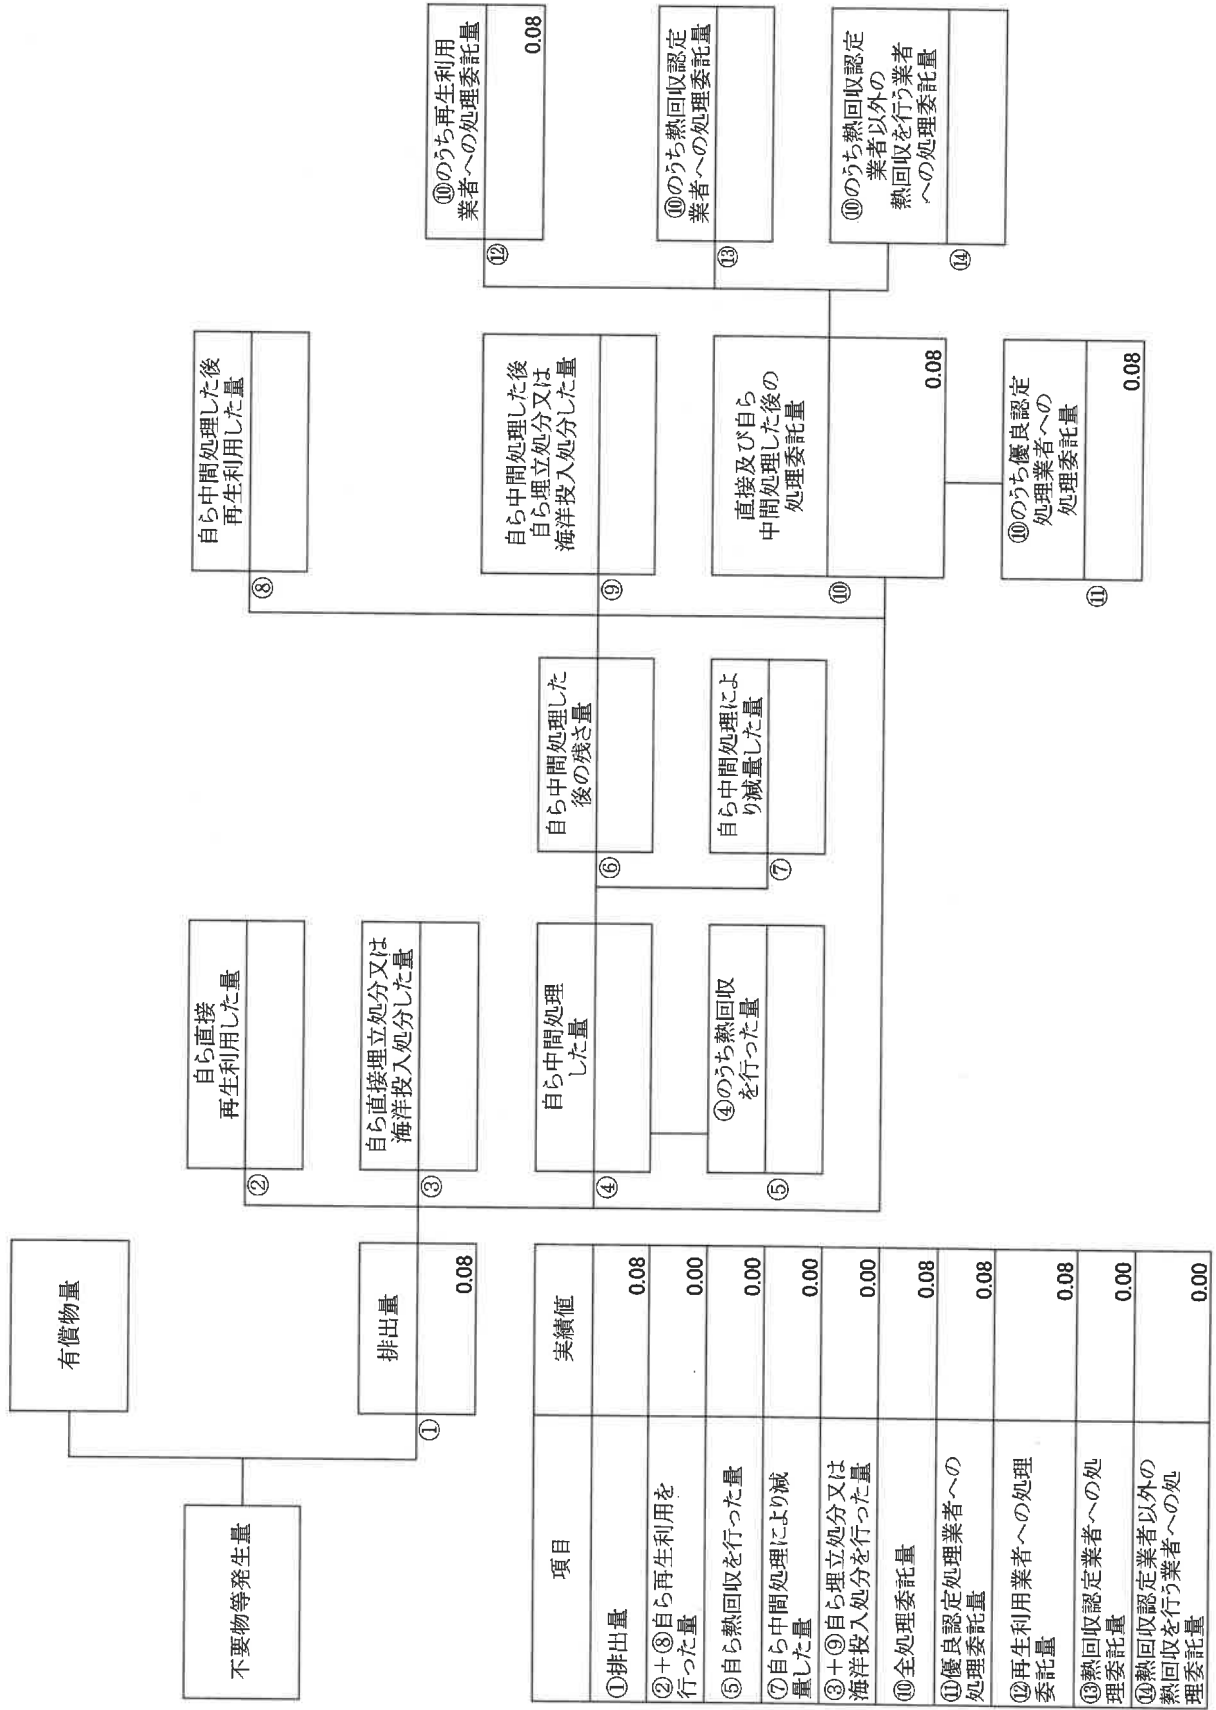 不要物等発生量
有償物量
①
排出量
0.08
②
自ら直接
再生利用した量
③
自ら直接埋立処分又は
海洋投入処分した量
④
自ら中間処理
した量
⑤
④のうち熱回収
を行った量
⑥
自ら中間処理した
後の残さ量
⑦
自ら中間処理によ
り減量した量
⑧
自ら中間処理した後
再生利用した量
⑨
自ら中間処理した後
自ら埋立処分又は
海洋投入処分した量
⑩
直接及び自ら
中間処理した後の
処理委託量
0.08
⑪
⑩のうち優良認定
処理業者への
処理委託量
0.08
⑫
⑩のうち再生利用
業者への処理委託量
0.08
⑬
⑩のうち熱回収認定
業者への処理委託量
⑭
⑩のうち熱回収認定
業者以外の
熱回収を行う業者
への処理委託量
項目
実績値
①排出量
0.08
②+⑧自ら再生利用を
行った量
0.00
⑤自ら熱回収を行った量
0.00
⑦自ら中間処理により減
量した量
0.00
③+⑨自ら埋立処分又は
海洋投入処分を行った量
0.00
⑩全処理委託量
0.08
⑪優良認定処理業者への
処理委託量
0.08
⑫再生利用業者への処理
委託量
0.08
⑬熱回収認定業者への処
理委託量
0.00
⑭熱回収認定業者以外の
熱回収を行う業者への処
理委託量
0.00